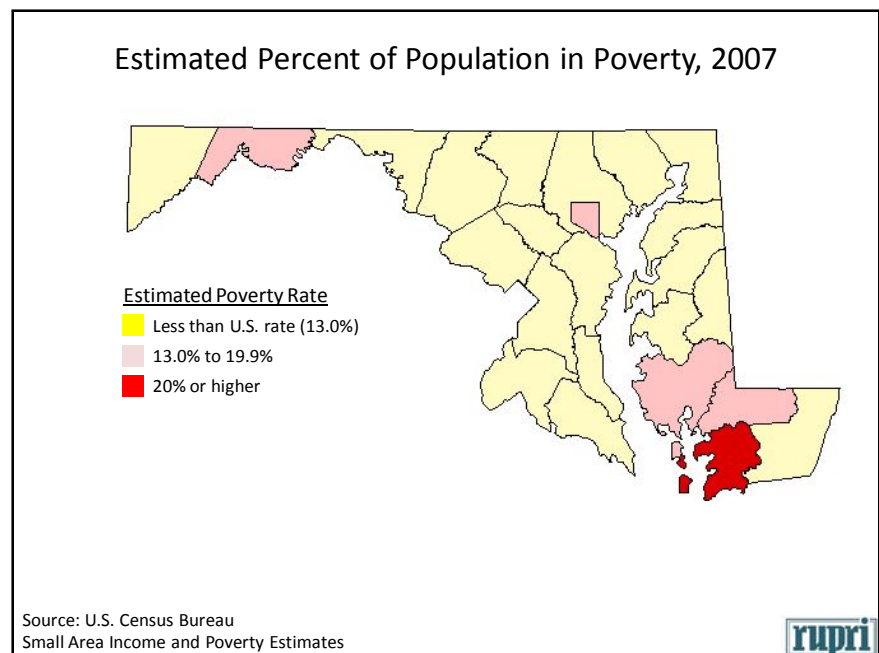 Estimated Percent of Population in Poverty, 2007
Estimated Poverty Rate
Less than U.S. rate (13.0%)
13.0% to 19.9%
20% or higher
Source: U.S. Census Bureau
Small Area Income and Poverty Estimates
rupri